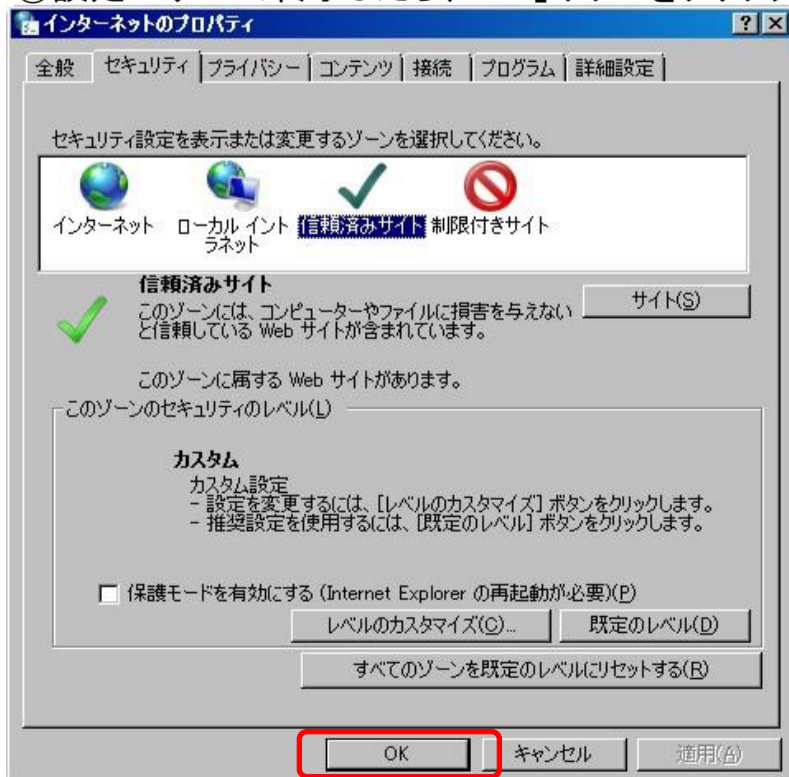 インターネットのプロパティ
全般 セキュリティ プライバシー コンテンツ 接続 プログラム 詳細設定
セキュリティ設定を表示または変更するゾーンを選択してください。
インターネット ローカル イント 信頼済みサイト 制限付きサイト
ラネット
信頼済みサイト
このゾーンには、コンピューターやファイルに損害を与えない サイト(S)
と信頼している Web サイトが含まれています。
このゾーンに属する Web サイトがあります。
このゾーンのセキュリティのレベル(L)
カスタム
カスタム設定
- 設定を変更するには、[レベルのカスタマイズ] ボタンをクリックします。
- 推奨設定を使用するには、[既定のレベル] ボタンをクリックします。
保護モードを有効にする (Internet Explorer の再起動が必要)(P)
レベルのカスタマイズ(C)... 既定のレベル(D)
すべてのゾーンを既定のレベルにリセットする(R)
OK キャンセル 適用(A)